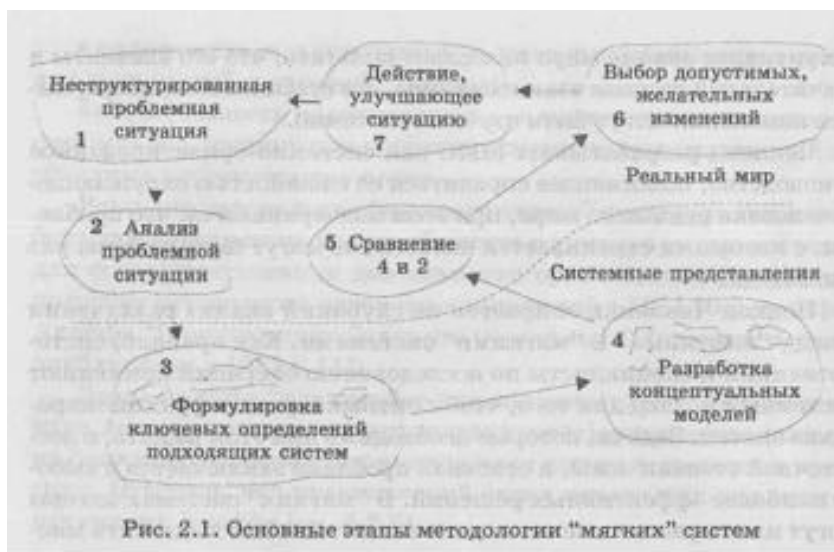 Неструктурированная
проблемная
ситуация
1
Действие,
улучшающее
ситуацию
7
Выбор допустимых,
желательных
6 изменений
Реальный мир
2 Анализ
проблемной
ситуации
5 Сравнение
4 и 2
Системные представления
3
Формулировка
ключевых определений
подходящих систем
4
Разработка
концептуальных
моделей
Рис. 2.1. Основные этапы методологии "мягких" систем